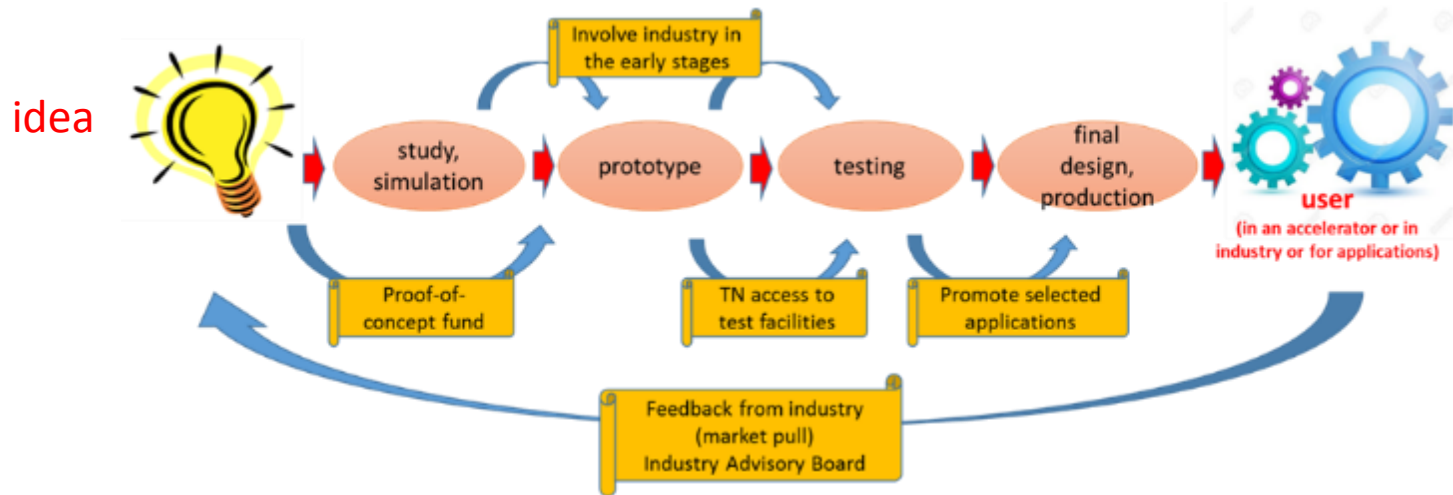 Involve industry in
the early stages
idea
study,
simulation
prototype
testing
final
design,
production
user
(in an accelerator or in
industry or for applications)
Proof-of-
concept fund
TN access to
test facilities
Promote selected
applications
Feedback from industry
(market pull)
Industry Advisory Board